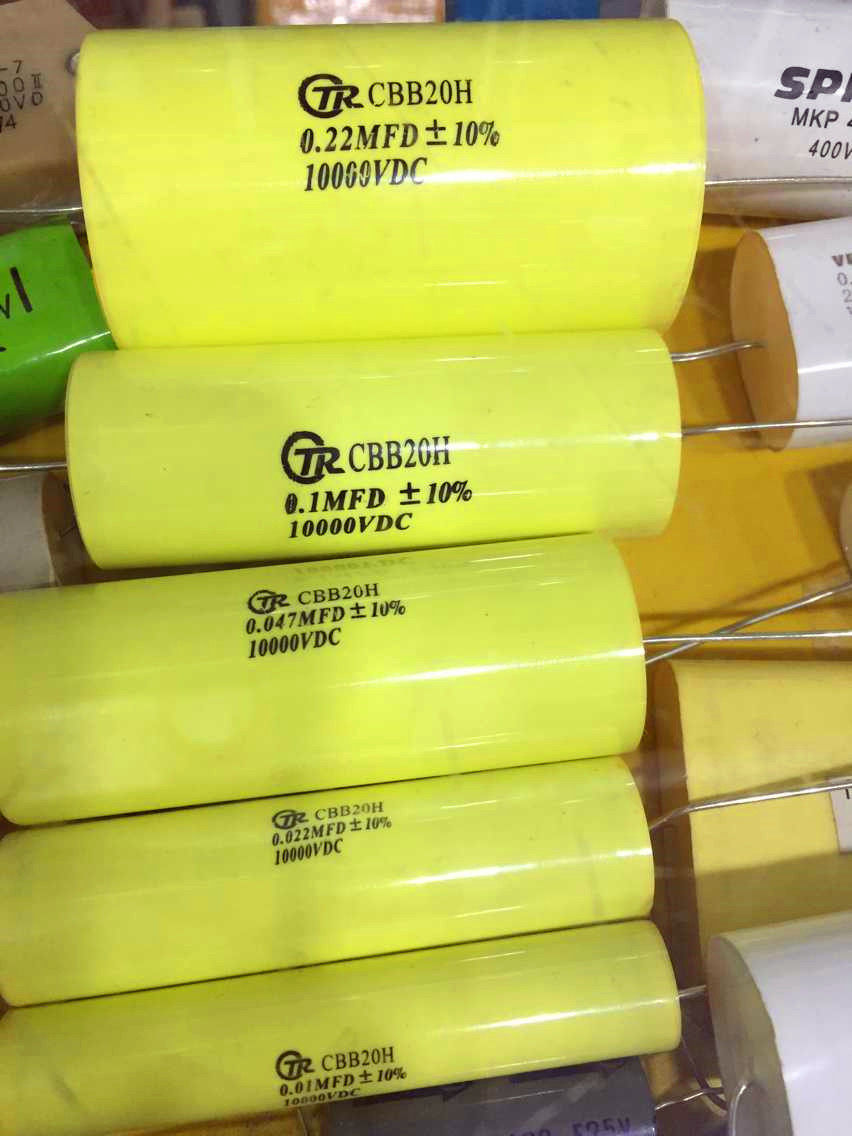 TR CBB20H
0.22MFD ± 10%
10000VDC
TR CBB20H
0.1MFD ± 10%
10000VDC
TR CBB20H
0.047MFD ± 10%
10000VDC
TR CBB20H
0.022MFD ± 10%
10000VDC
TR CBB20H
0.01MFD ± 10%
10000VDC
MKP
400V